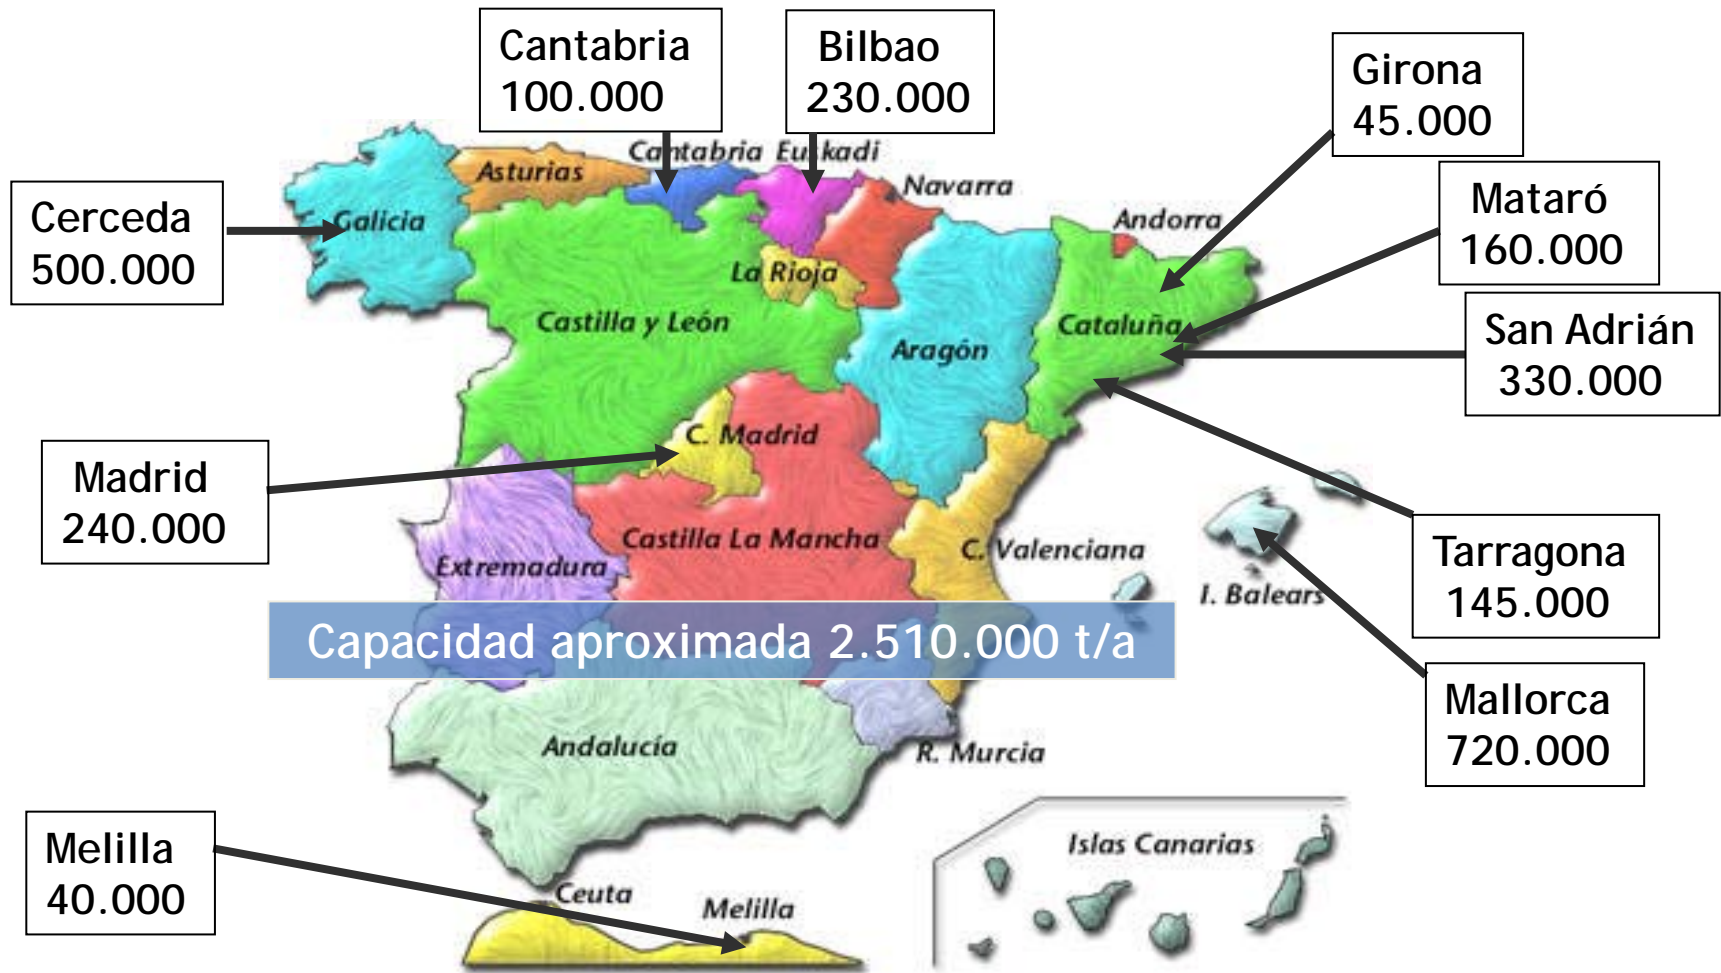 Cantabria
100.000
Bilbao
230.000
Girona
45.000
Cerceda
500.000
Mataró
160.000
San Adrián
330.000
Madrid
240.000
Tarragona
145.000
Mallorca
720.000
Melilla
40.000
Cantabria
Euskadi
Asturias
Navarra
Galicia
Andorra
La Rioja
Castilla y León
Aragón
Cataluña
C. Madrid
Castilla La Mancha
C. Valenciana
Extremadura
I. Balears
Capacidad aproximada 2.510.000 t/a
Andalucía
R. Murcia
Islas Canarias
Ceuta
Melilla